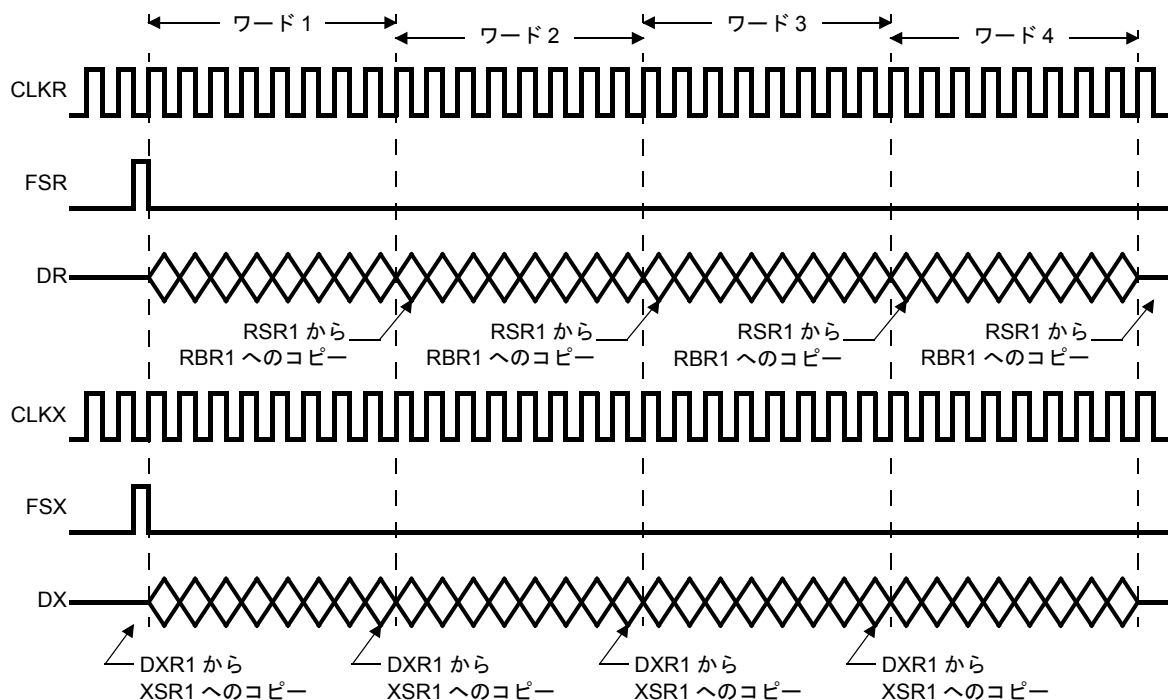 ワード 1
ワード 2
ワード 3
ワード 4
CLKR
FSR
DR
RSR1 から
RBR1 へのコピー
RSR1 から
RBR1 へのコピー
RSR1 から
RBR1 へのコピー
RSR1 から
RBR1 へのコピー
CLKX
FSX
DX
DXR1 から
XSR1 へのコピー
DXR1 から
XSR1 へのコピー
DXR1 から
XSR1 へのコピー
DXR1 から
XSR1 へのコピー